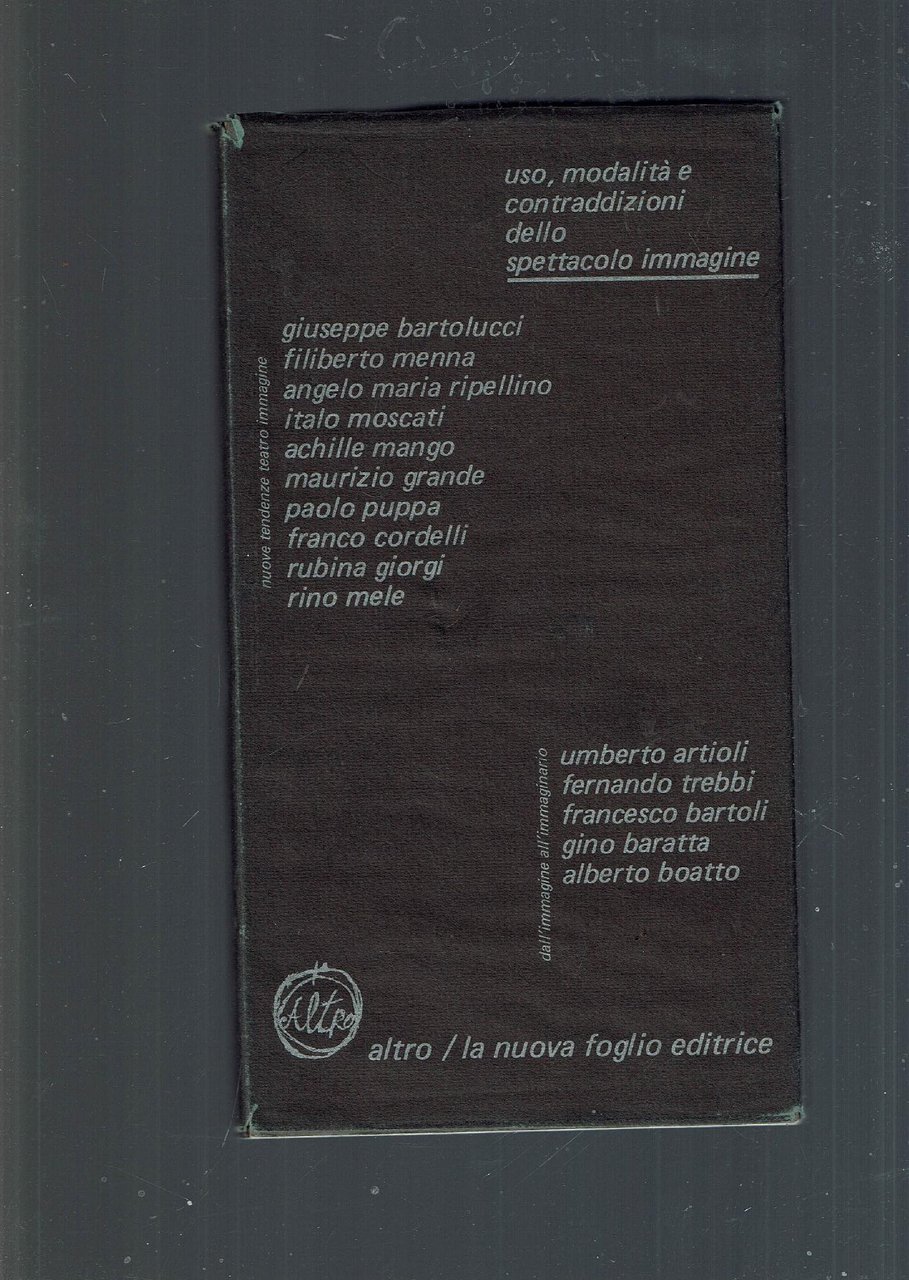 uso, modalità e
contraddizioni
dello
spettacolo immagine
nuove tendenze teatro immagine
giuseppe bartolucci
filiberto menna
angelo maria ripellino
italo moscati
achille mango
maurizio grande
paolo puppa
franco cordelli
rubina giorgi
rino mele
dall'immagine all'immaginario
umberto artioli
fernando trebbi
francesco bartoli
gino baratta
alberto boatto
Altro
altro / la nuova foglio editrice